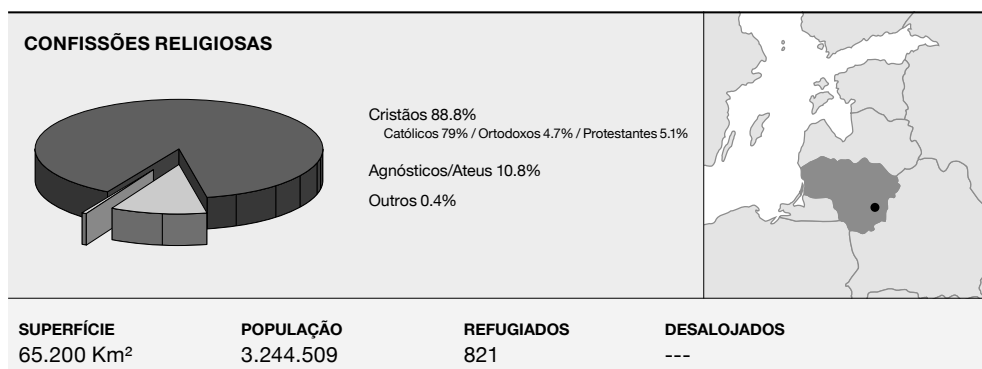 CONFISSÕES RELIGIOSAS
Cristãos 88.8%
Católicos 79% / Ortodoxos 4.7% / Protestantes 5.1%
Agnósticos/Ateus 10.8%
Outros 0.4%
SUPERFÍCIE POPULAÇÃO REFUGIADOS DESALOJADOS
65.200 Km² 3.244.509 821 ---